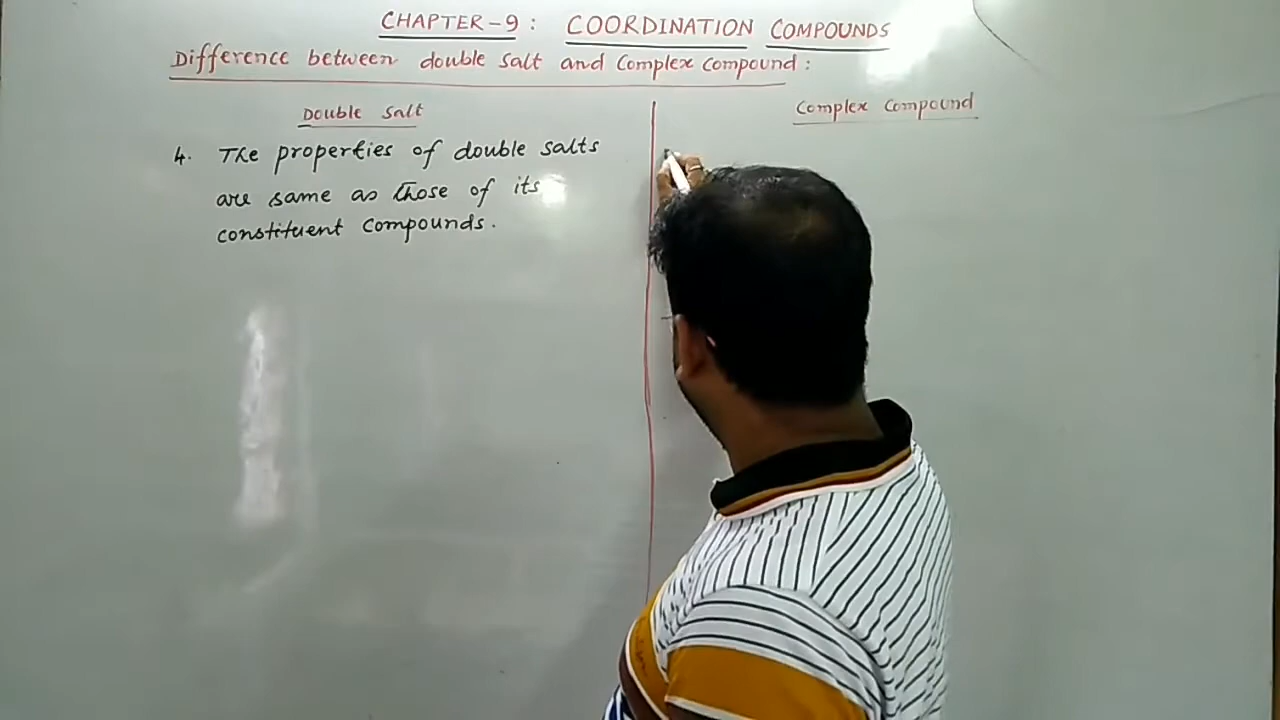 CHAPTER-9: COORDINATION COMPOUNDS
Difference between double salt and Complex Compound:
Double salt
Complex Compound
4. The properties of double salts
are same as those of its
constituent compounds.